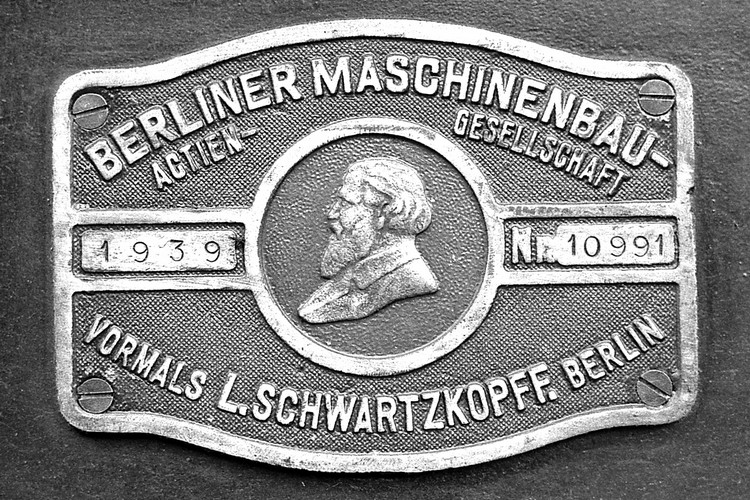 BERLINER MASCHINENBAU-
ACTIEN-GESELLSCHAFT
1939
Nr. 10991
VORMALS L. SCHWARTZKOPFF. BERLIN